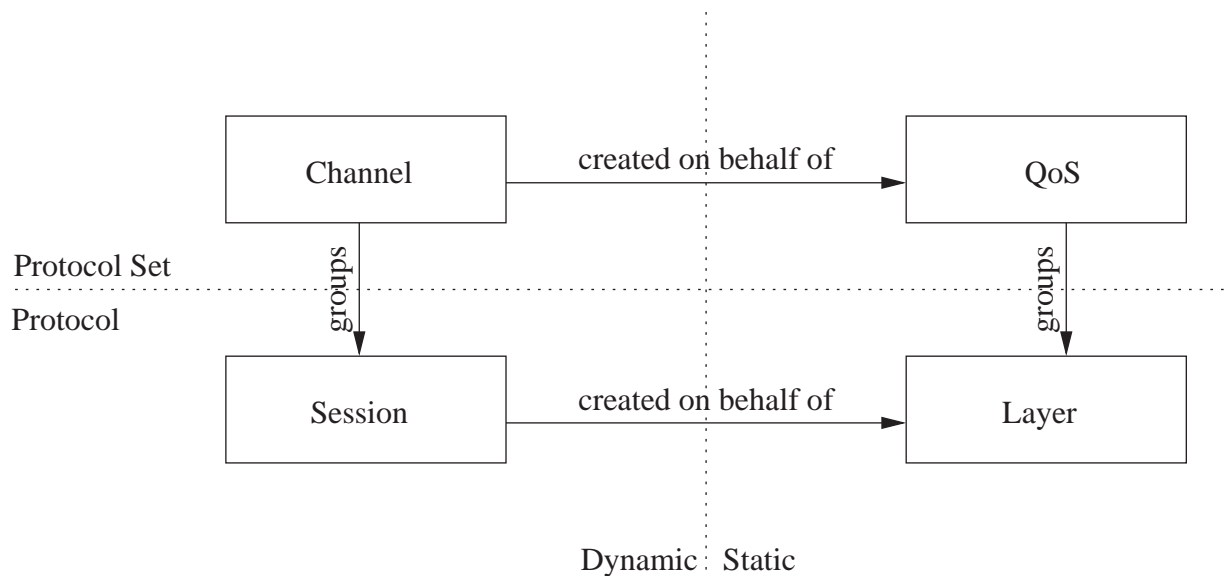 created on behalf of
Channel
QoS
groups
groups
Protocol Set
Protocol
created on behalf of
Session
Layer
Dynamic
Static